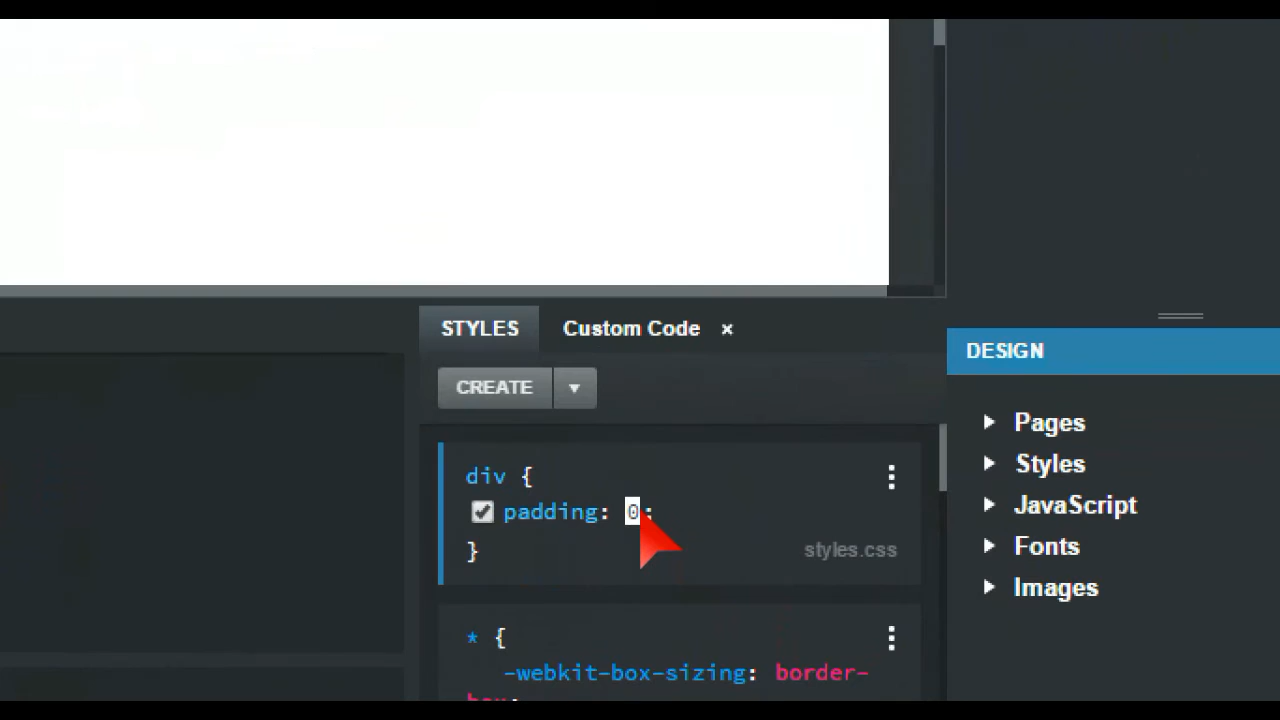 STYLES
Custom Code ×
DESIGN
CREATE
Pages
Styles
JavaScript
Fonts
Images
div {
padding: 0;
}
styles.css
* {
-webkit-box-sizing: border-
box;